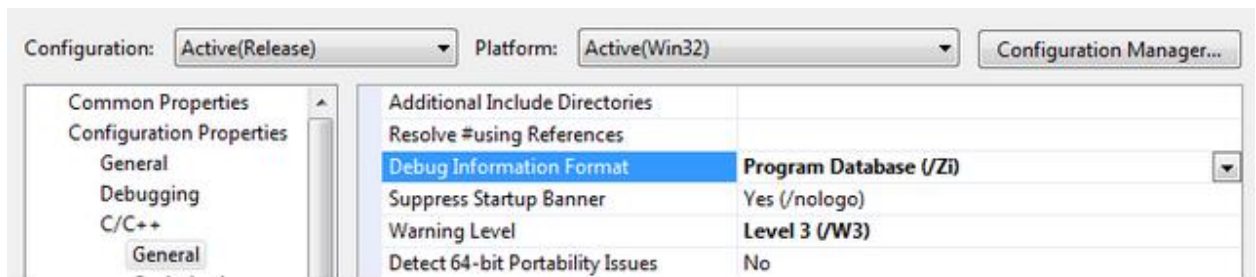 Configuration: Active(Release) Platform: Active(Win32) Configuration Manager...
Common Properties
Configuration Properties
General
Debugging
C/C++
General
Additional Include Directories
Resolve #using References
Debug Information Format Program Database (/Zi)
Suppress Startup Banner Yes (/nologo)
Warning Level Level 3 (/W3)
Detect 64-bit Portability Issues No